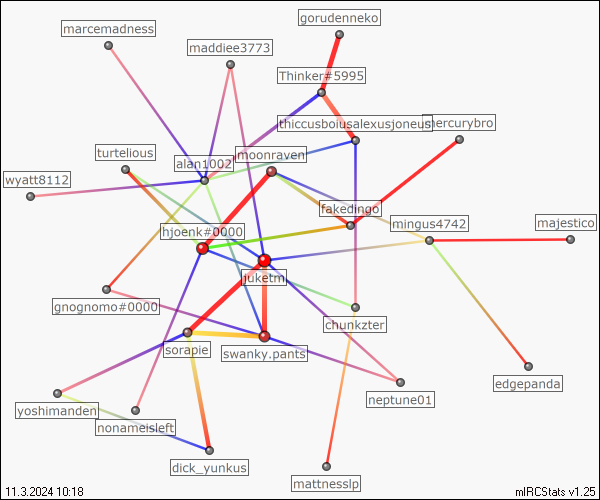 gorudenneko
marcemadness
maddiee3773
Thinker#5995
thiccusboiusalexusjoneus
mercurybro
turtelious
moonraven
alan1002
wyatt8112
fakedingo
mingus4742
majestico
hjoenk#0000
juketm
gnognomo#0000
chunkzter
sorapie
swanky.pants
edgepanda
neptune01
yoshimanden
nonameisleft
dick_yunkus
mattnesslp
11.3.2024 10:18
mIRCStats v1.25